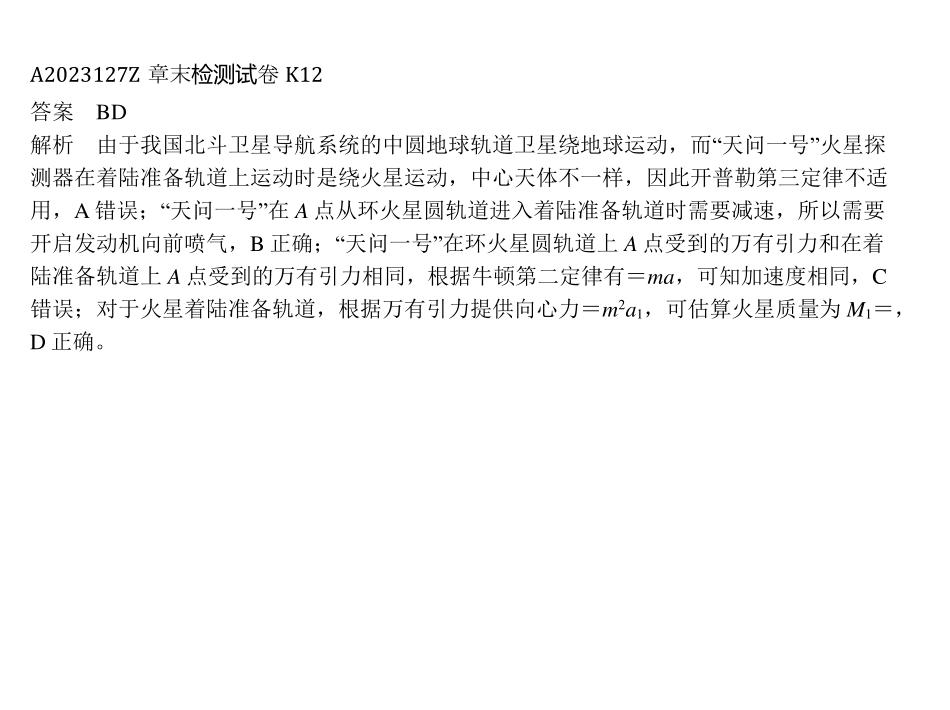 A2023127Z 章末检测试卷 K12
答案　BD
解析　由于我国北斗卫星导航系统的中圆地球轨道卫星绕地球运动，而“天问一号”火星探
测器在着陆准备轨道上运动时是绕火星运动，中心天体不一样，因此开普勒第三定律不适
用，A 错误；“天问一号”在 A 点从环火星圆轨道进入着陆准备轨道时需要减速，所以需要
开启发动机向前喷气，B 正确；“天问一号”在环火星圆轨道上 A 点受到的万有引力和在着
陆准备轨道上 A 点受到的万有引力相同，根据牛顿第二定律有＝ma，可知加速度相同，C
错误；对于火星着陆准备轨道，根据万有引力提供向心力＝m²a₁，可估算火星质量为 M₁＝，
D 正确。